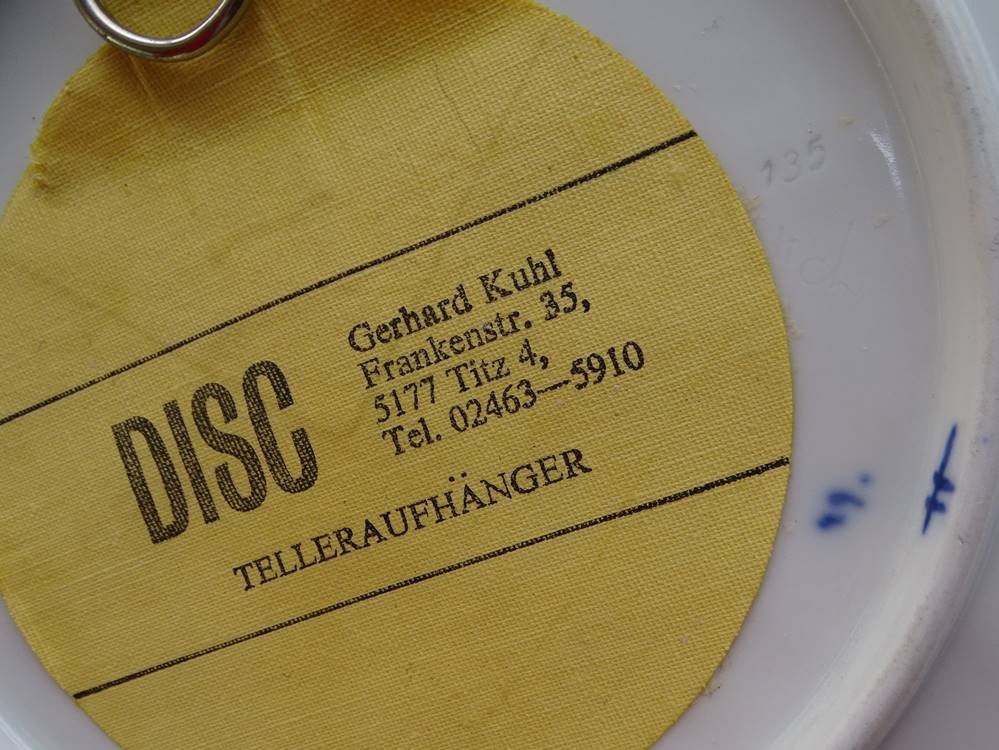 135
DISC
Gerhard Kuhl
Frankenstr. 35,
5177 Titz 4,
Tel. 02463—5910
TELLERAUFHÄNGER